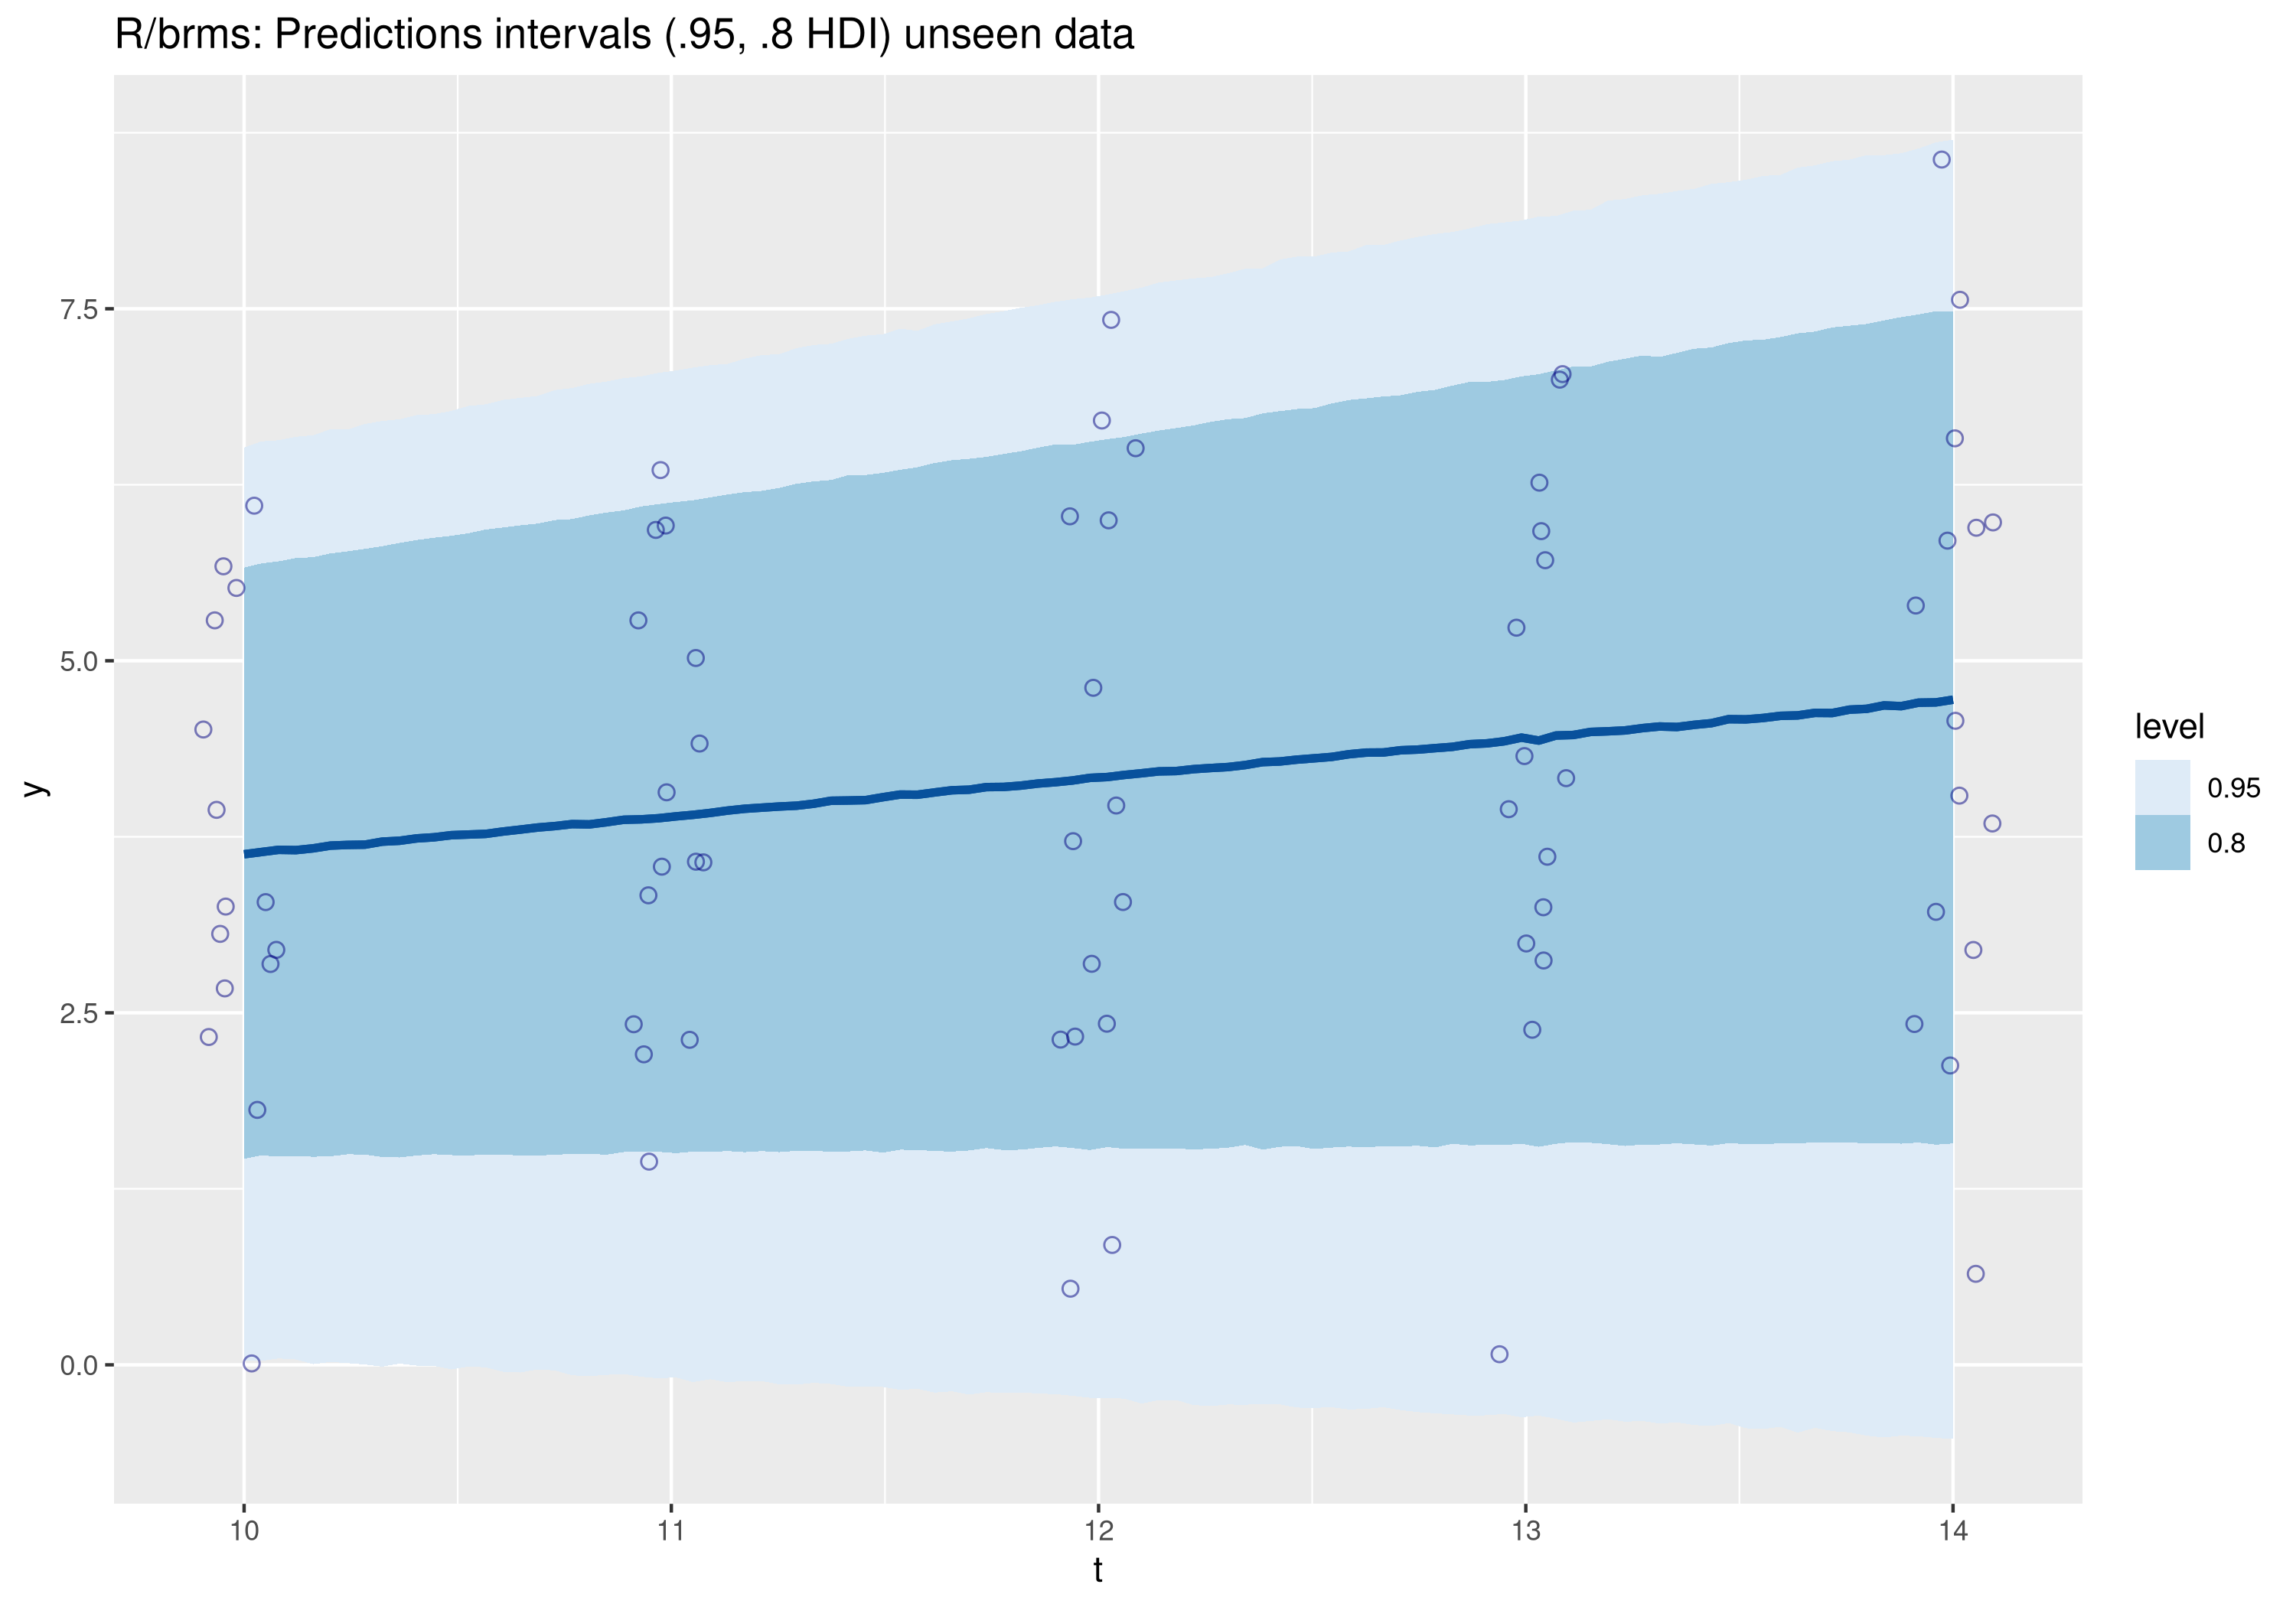 R/brms: Predictions intervals (.95, .8 HDI) unseen data
y
7.5
5.0
2.5
0.0
10 11 12 13 14
t
level
0.95
0.8